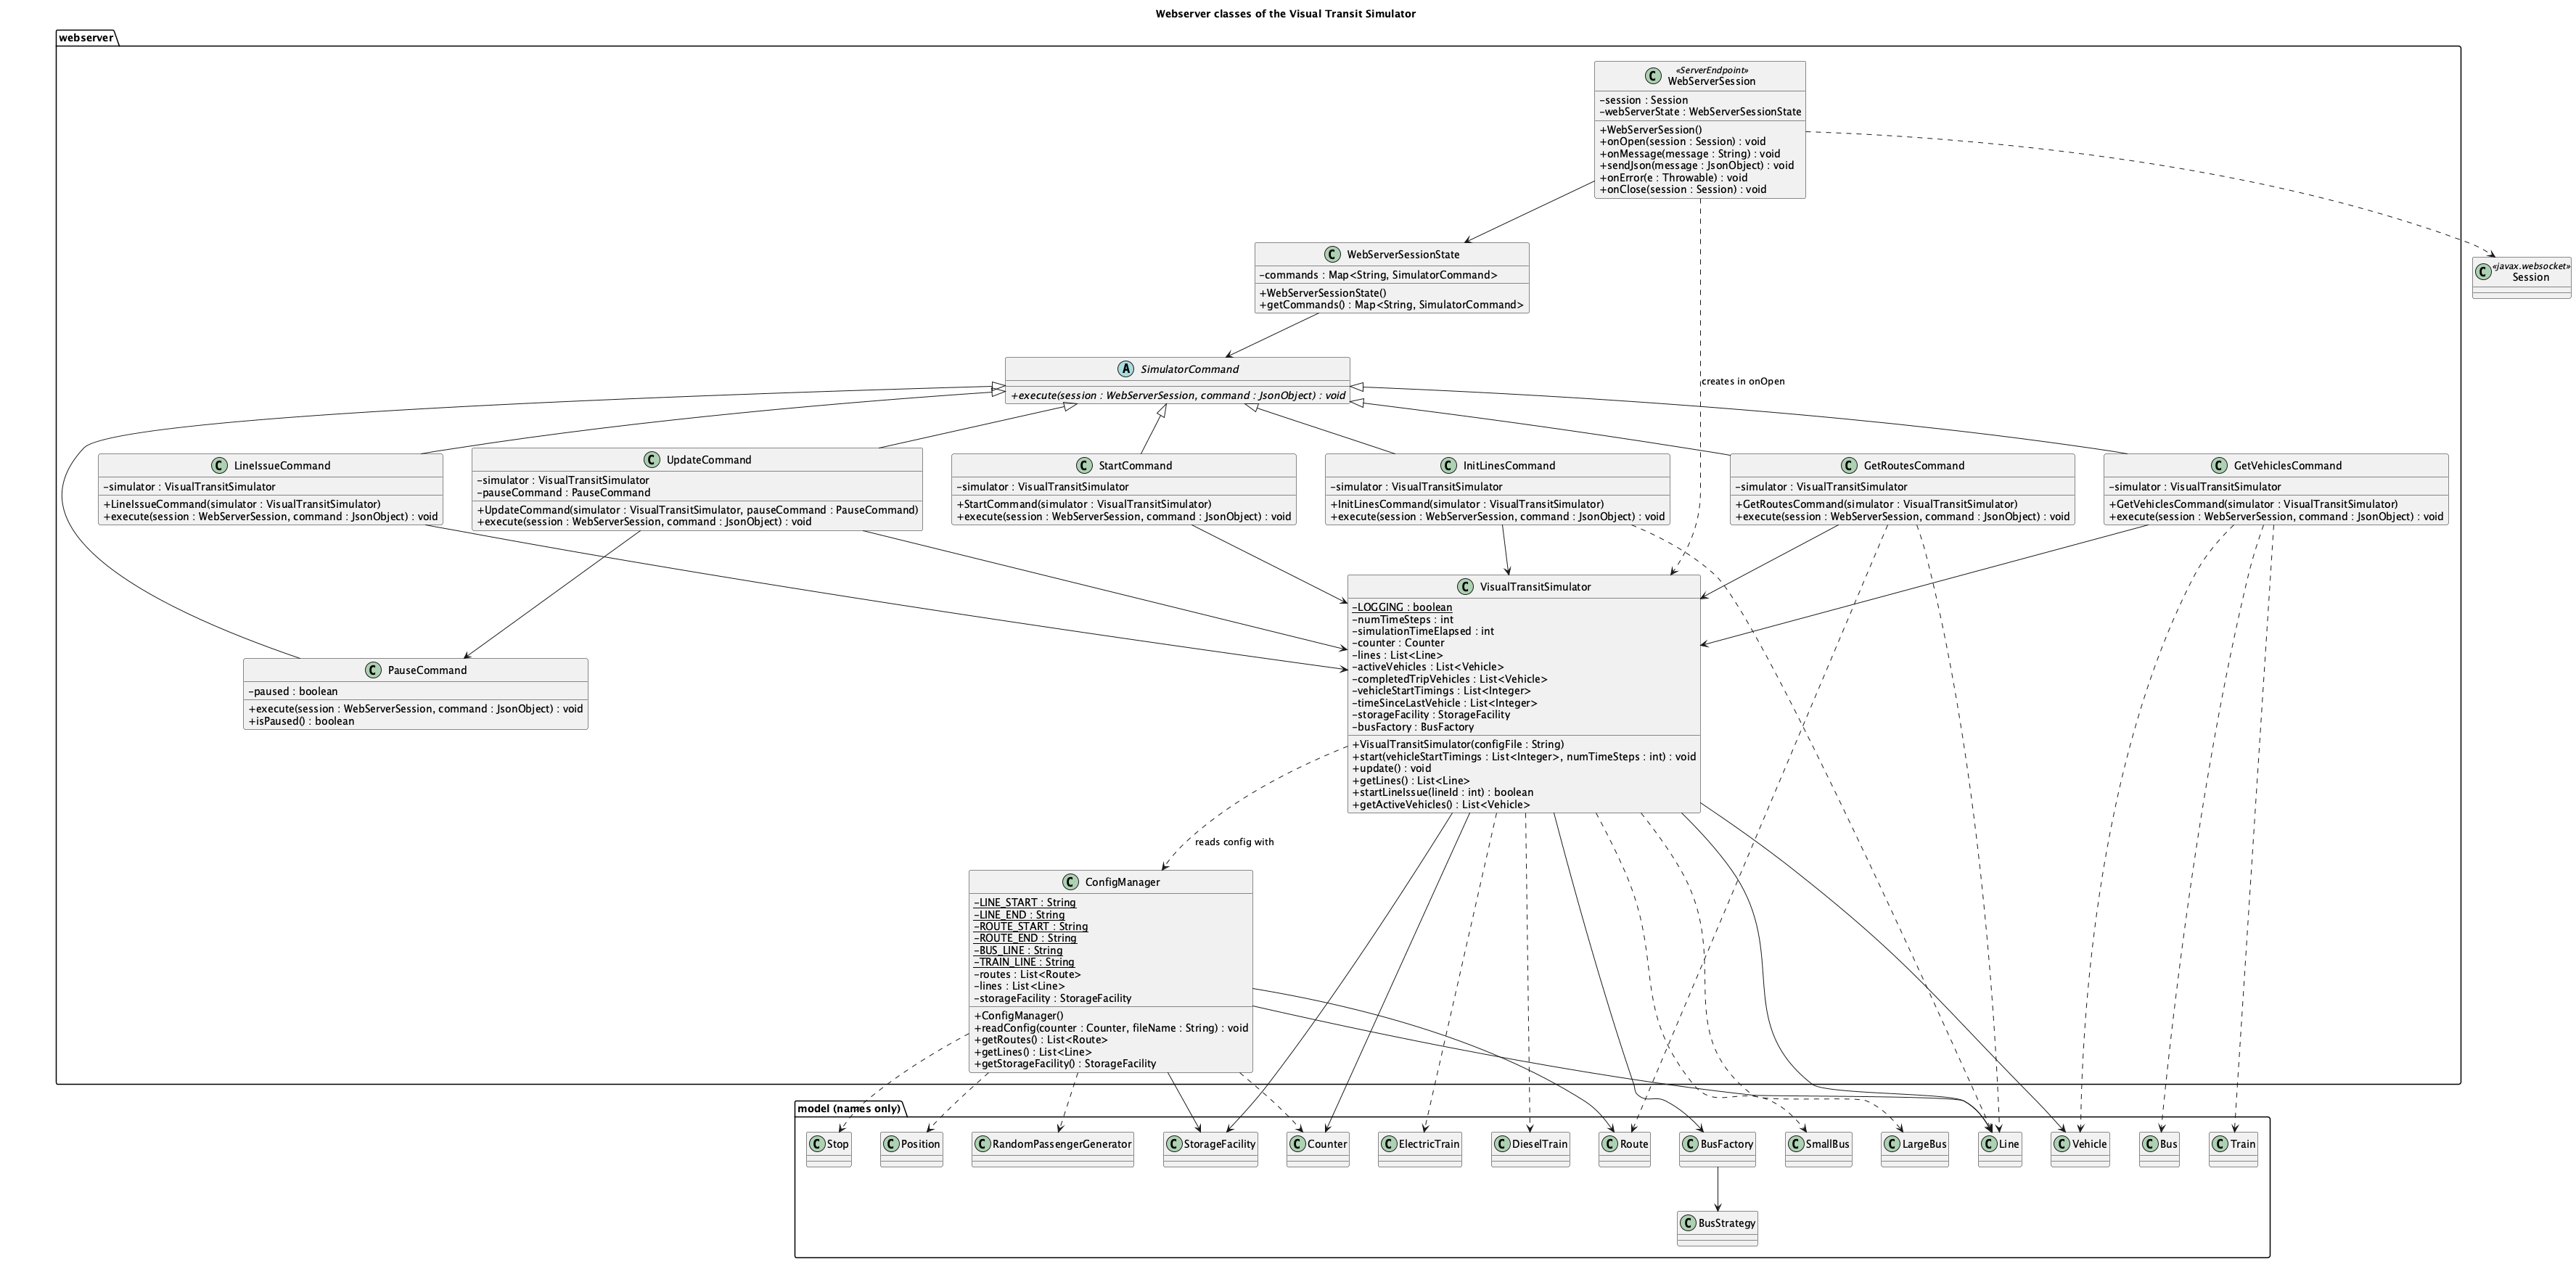 Webserver classes of the Visual Transit Simulator
webserver
«ServerEndpoint»
C WebServerSession
-session : Session
-webServerState : WebServerSessionState
+WebServerSession()
+onOpen(session : Session) : void
+onMessage(message : String) : void
+sendJson(message : JsonObject) : void
+onError(e : Throwable) : void
+onClose(session : Session) : void
C WebServerSessionState
-commands : Map<String, SimulatorCommand>
+WebServerSessionState()
+getCommands() : Map<String, SimulatorCommand>
«javax.websocket»
C Session
A SimulatorCommand
+execute(session : WebServerSession, command : JsonObject) : void
creates in onOpen
C LineIssueCommand
-simulator : VisualTransitSimulator
+LineIssueCommand(simulator : VisualTransitSimulator)
+execute(session : WebServerSession, command : JsonObject) : void
C UpdateCommand
-simulator : VisualTransitSimulator
-pauseCommand : PauseCommand
+UpdateCommand(simulator : VisualTransitSimulator, pauseCommand : PauseCommand)
+execute(session : WebServerSession, command : JsonObject) : void
C StartCommand
-simulator : VisualTransitSimulator
+StartCommand(simulator : VisualTransitSimulator)
+execute(session : WebServerSession, command : JsonObject) : void
C InitLinesCommand
-simulator : VisualTransitSimulator
+InitLinesCommand(simulator : VisualTransitSimulator)
+execute(session : WebServerSession, command : JsonObject) : void
C GetRoutesCommand
-simulator : VisualTransitSimulator
+GetRoutesCommand(simulator : VisualTransitSimulator)
+execute(session : WebServerSession, command : JsonObject) : void
C GetVehiclesCommand
-simulator : VisualTransitSimulator
+GetVehiclesCommand(simulator : VisualTransitSimulator)
+execute(session : WebServerSession, command : JsonObject) : void
C PauseCommand
-paused : boolean
+execute(session : WebServerSession, command : JsonObject) : void
+isPaused() : boolean
C VisualTransitSimulator
-LOGGING : boolean
-numTimeSteps : int
-simulationTimeElapsed : int
-counter : Counter
-lines : List<Line>
-activeVehicles : List<Vehicle>
-completedTripVehicles : List<Vehicle>
-vehicleStartTimings : List<Integer>
-timeSinceLastVehicle : List<Integer>
-storageFacility : StorageFacility
-busFactory : BusFactory
+VisualTransitSimulator(configFile : String)
+start(vehicleStartTimings : List<Integer>, numTimeSteps : int) : void
+update() : void
+getLines() : List<Line>
+startLineIssue(lineId : int) : boolean
+getActiveVehicles() : List<Vehicle>
reads config with
C ConfigManager
-LINE_START : String
-LINE_END : String
-ROUTE_START : String
-ROUTE_END : String
-BUS_LINE : String
-TRAIN_LINE : String
-routes : List<Route>
-lines : List<Line>
-storageFacility : StorageFacility
+ConfigManager()
+readConfig(counter : Counter, fileName : String) : void
+getRoutes() : List<Route>
+getLines() : List<Line>
+getStorageFacility() : StorageFacility
model (names only)
C Stop
C Position
C RandomPassengerGenerator
C StorageFacility
C Counter
C ElectricTrain
C DieselTrain
C Route
C BusFactory
C SmallBus
C LargeBus
C Line
C Vehicle
C Bus
C Train
C BusStrategy